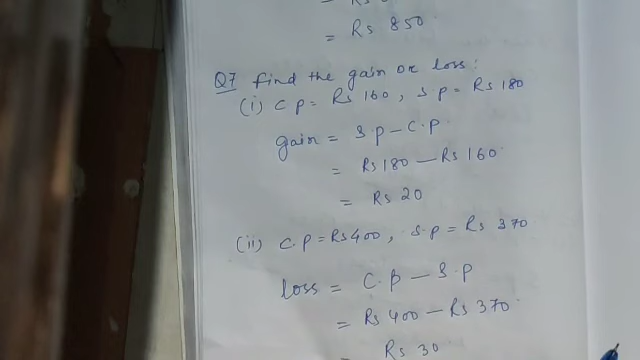 = Rs 850.
Q7 find the gain or loss:
(i) C p = Rs 160, S p = Rs 180
gain = S p - C.p.
= Rs 180 - Rs 160.
= Rs 20
(ii) C.p = Rs 400, S.p = Rs 370.
loss = C.p - S.p
= Rs 400 - Rs 370.
= Rs 30.